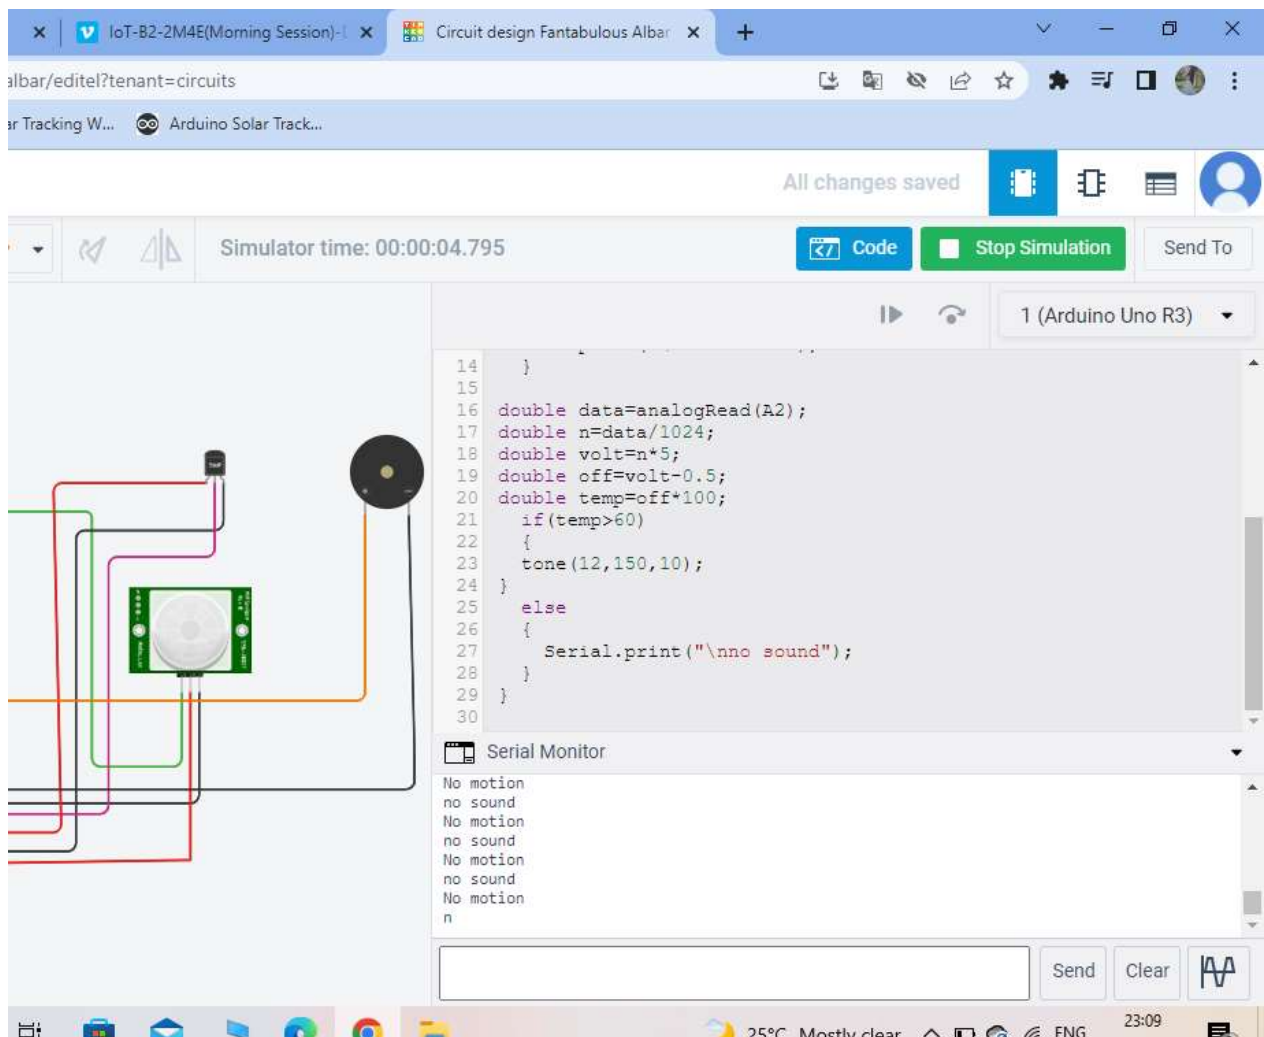 IoT-B2-2M4E(Morning Session)-
Circuit design Fantabulous Albar
albar/editel?tenant=circuits
ar Tracking W...
Arduino Solar Track...
All changes saved
Simulator time: 00:00:04.795
Code
Stop Simulation
Send To
1 (Arduino Uno R3)
14 }
15
16 double data=analogRead(A2);
17 double n=data/1024;
18 double volt=n*5;
19 double off=volt-0.5;
20 double temp=off*100;
21 if(temp>60)
22 {
23 tone(12,150,10);
24 }
25 else
26 {
27 Serial.print("\nno sound");
28 }
29 }
30
TMP
Serial Monitor
No motion
no sound
No motion
no sound
No motion
no sound
No motion
n
Send
Clear
25°C Mostly clear
ENG
23:09